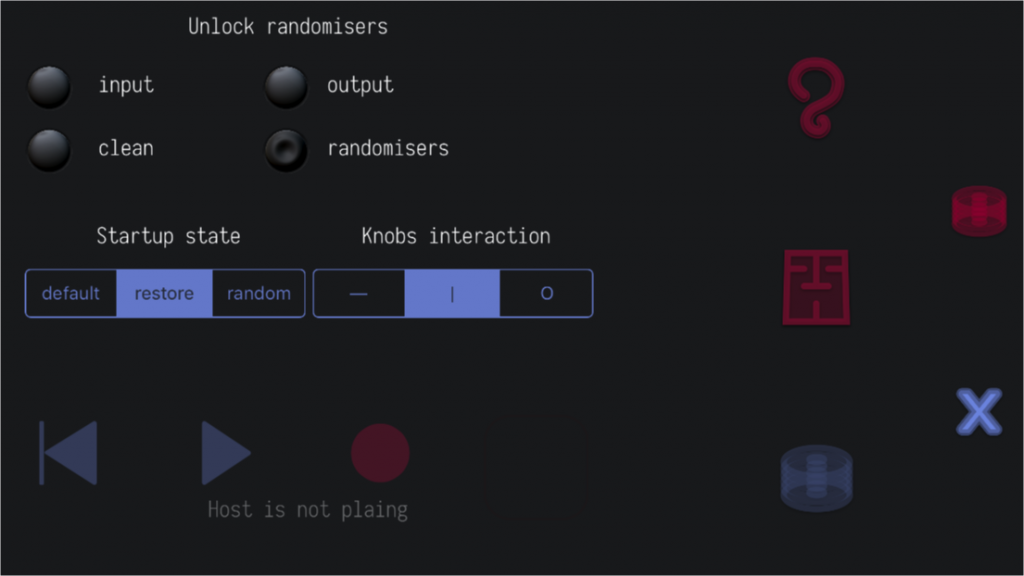 Unlock randomisers
input
output
clean
randomisers
Startup state
Knobs interaction
default restore random
— | O
Host is not plaing